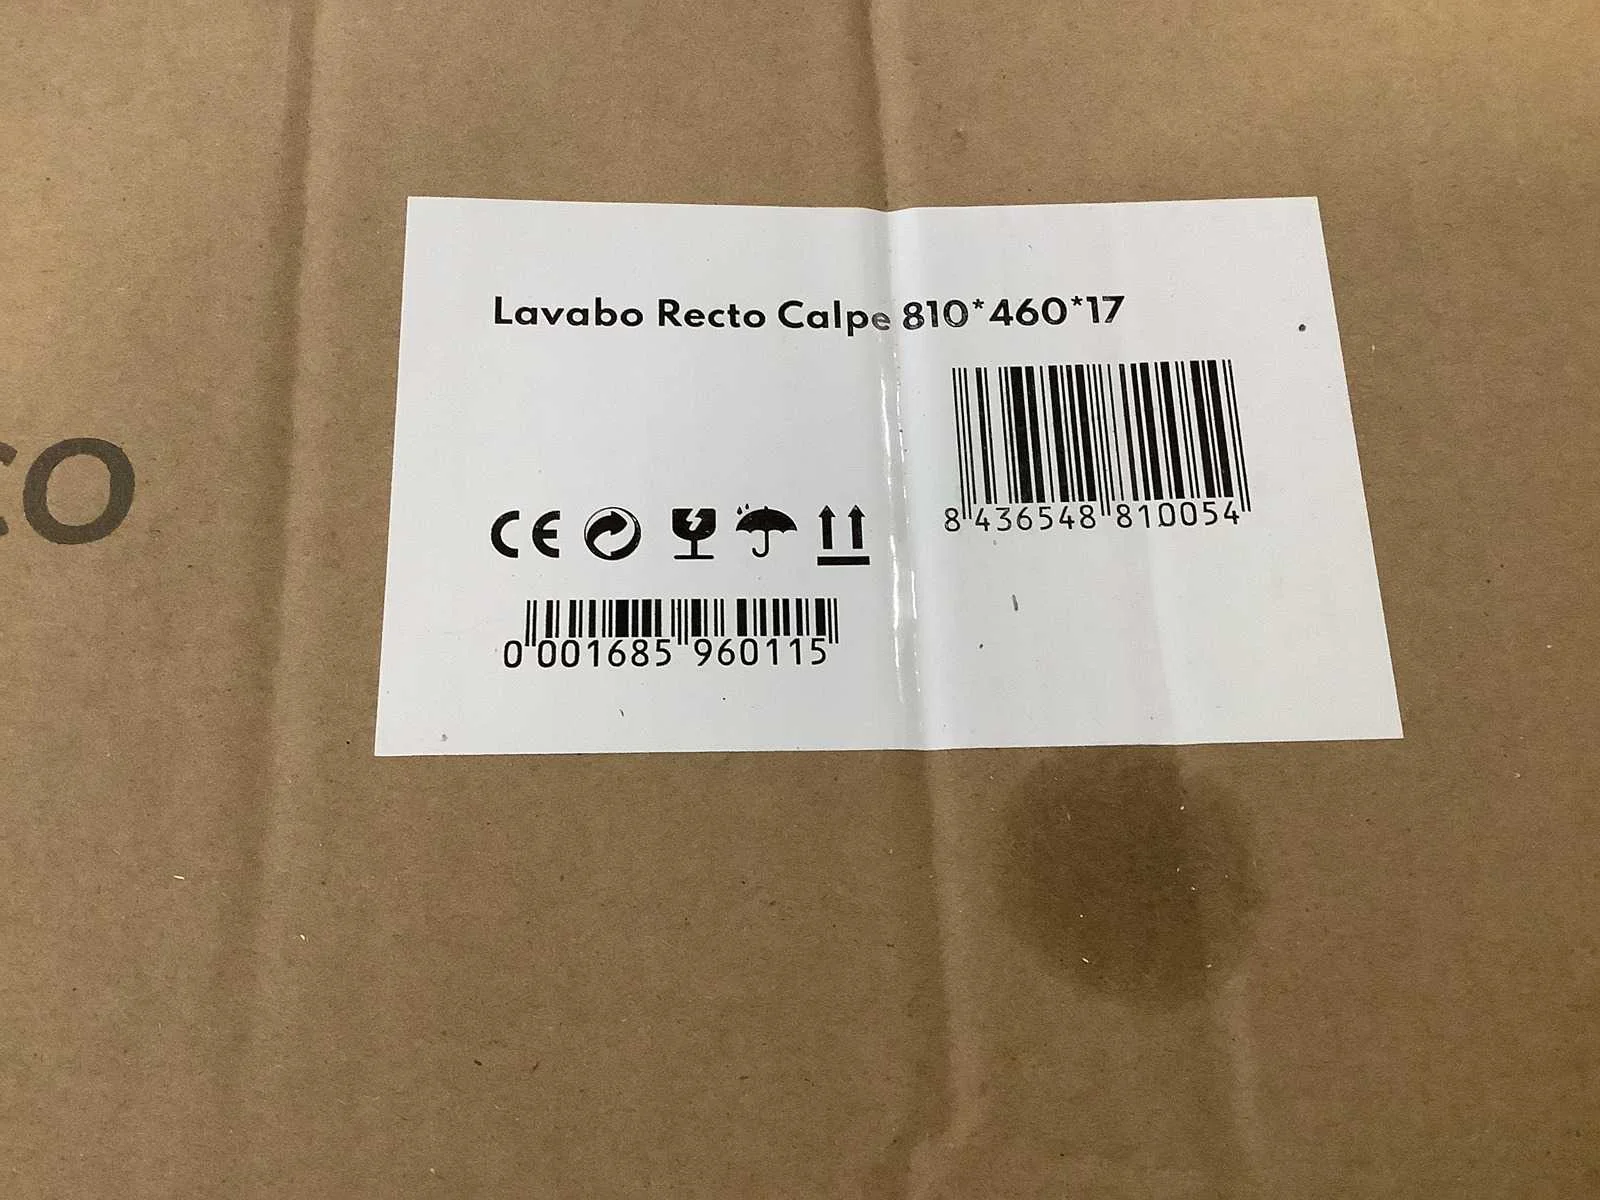 Lavabo Recto Calpe 810*460*17
8 436548 810054
co
CE
0 001685 960115